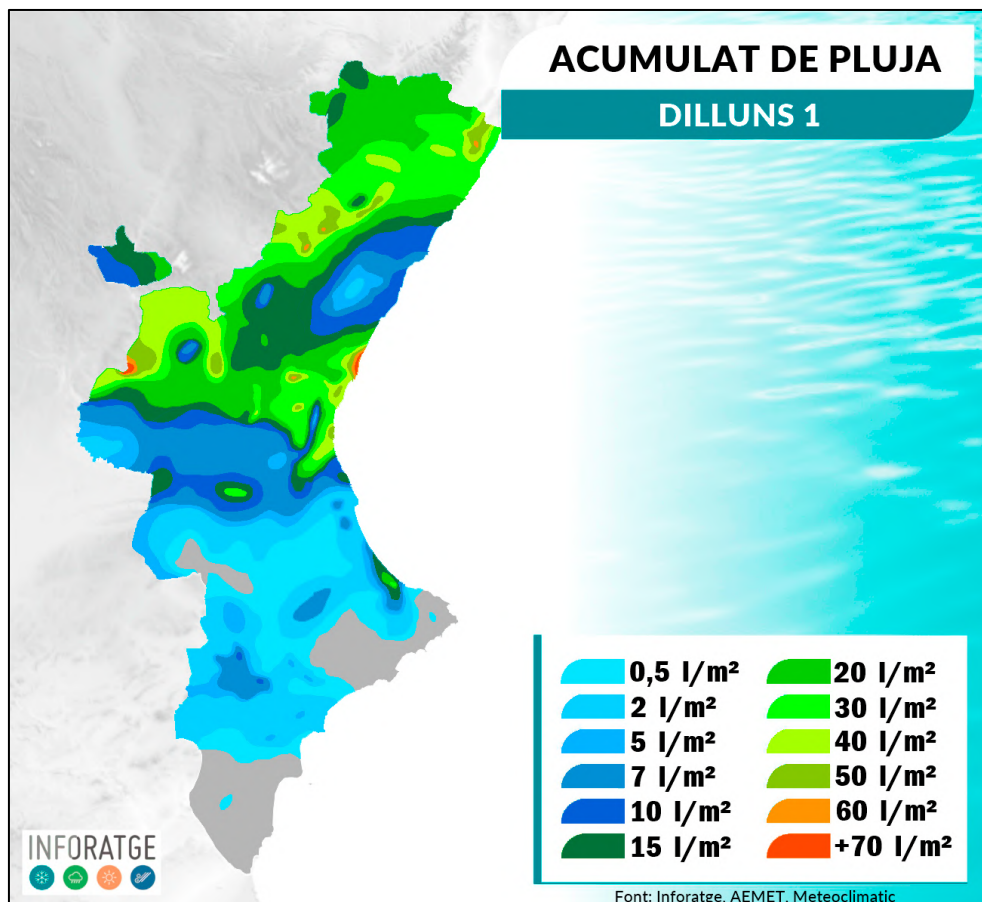 ACUMULAT DE PLUJA
DILLUNS 1
0,5 l/m²
2 l/m²
5 l/m²
7 l/m²
10 l/m²
15 l/m²
20 l/m²
30 l/m²
40 l/m²
50 l/m²
60 l/m²
+70 l/m²
INFORATGE
Font: Inforatge, AEMET, Meteoclimatic